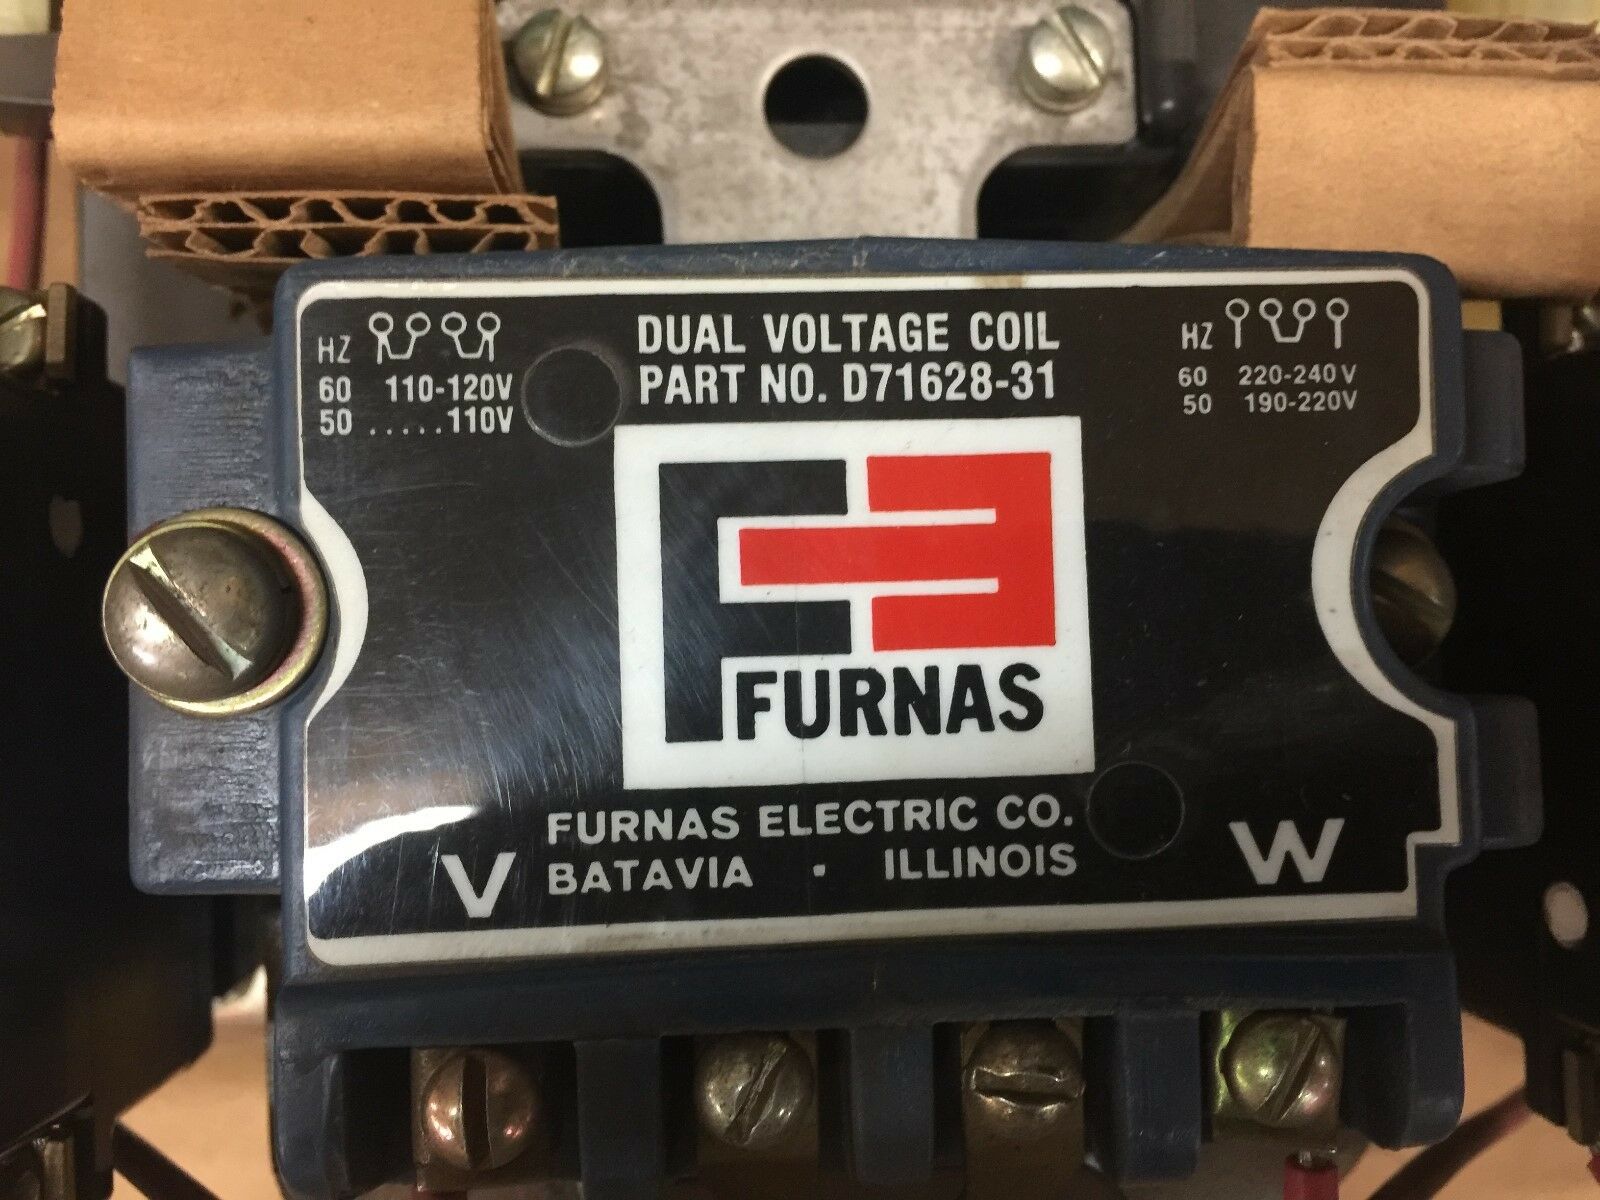 DUAL VOLTAGE COIL
PART NO. D71628-31
HZ
60 110-120V
50 .....110V
HZ
60 220-240V
50 190-220V
FURNAS
FURNAS ELECTRIC CO.
BATAVIA · ILLINOIS
V
W